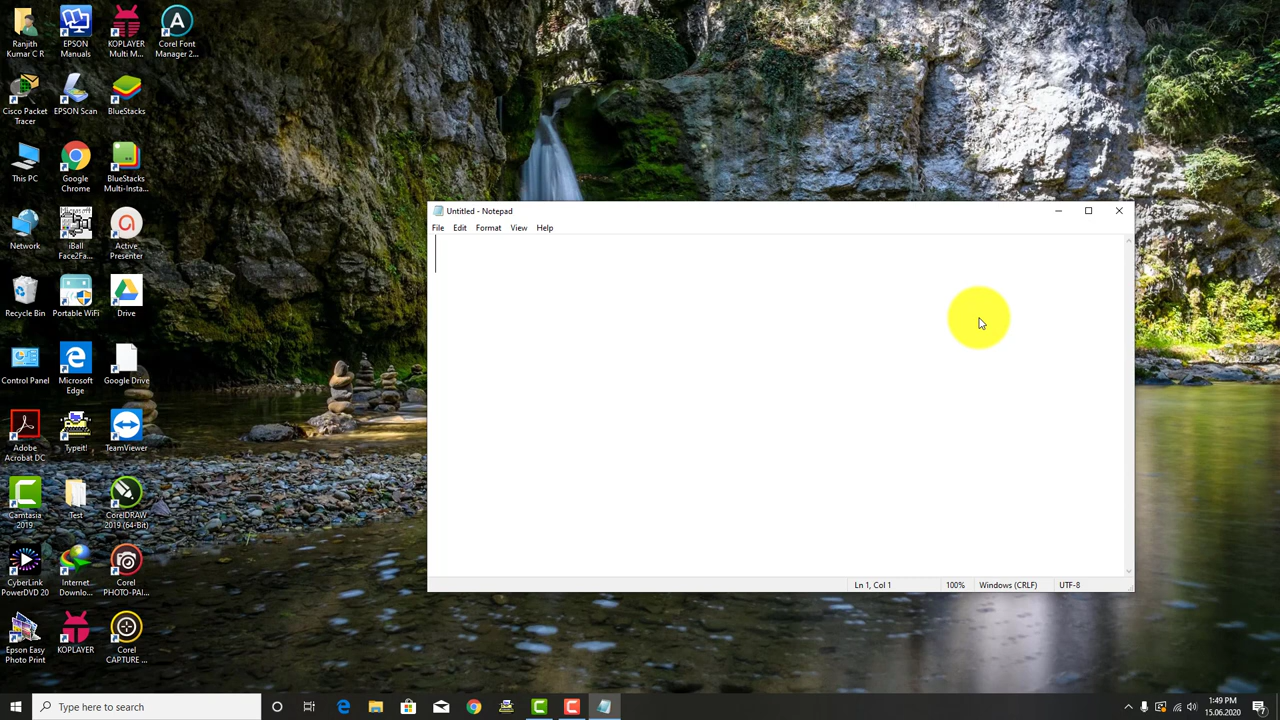 Ranjith
Kumar C R
EPSON
Manuals
KOPLAYER
Multi M...
Corel Font
Manager 2...
Cisco Packet
Tracer
EPSON Scan
BlueStacks
This PC
Google
Chrome
BlueStacks
Multi-Insta...
Network
Microsoft
iBall
Face2Fa...
Active
Presenter
Recycle Bin
Portable WiFi
Drive
Control Panel
Microsoft
Edge
Google Drive
Adobe
Acrobat DC
Typeit!
TeamViewer
Camtasia
2019
Test
CorelDRAW
2019 (64-Bit)
CyberLink
PowerDVD 20
Internet
Downlo...
Corel
PHOTO-PAI...
Epson Easy
Photo Print
KOPLAYER
Corel
CAPTURE ...
Untitled - Notepad
File Edit Format View Help
Ln 1, Col 1 100% Windows (CRLF) UTF-8
Type here to search
1:49 PM
15.06.2020